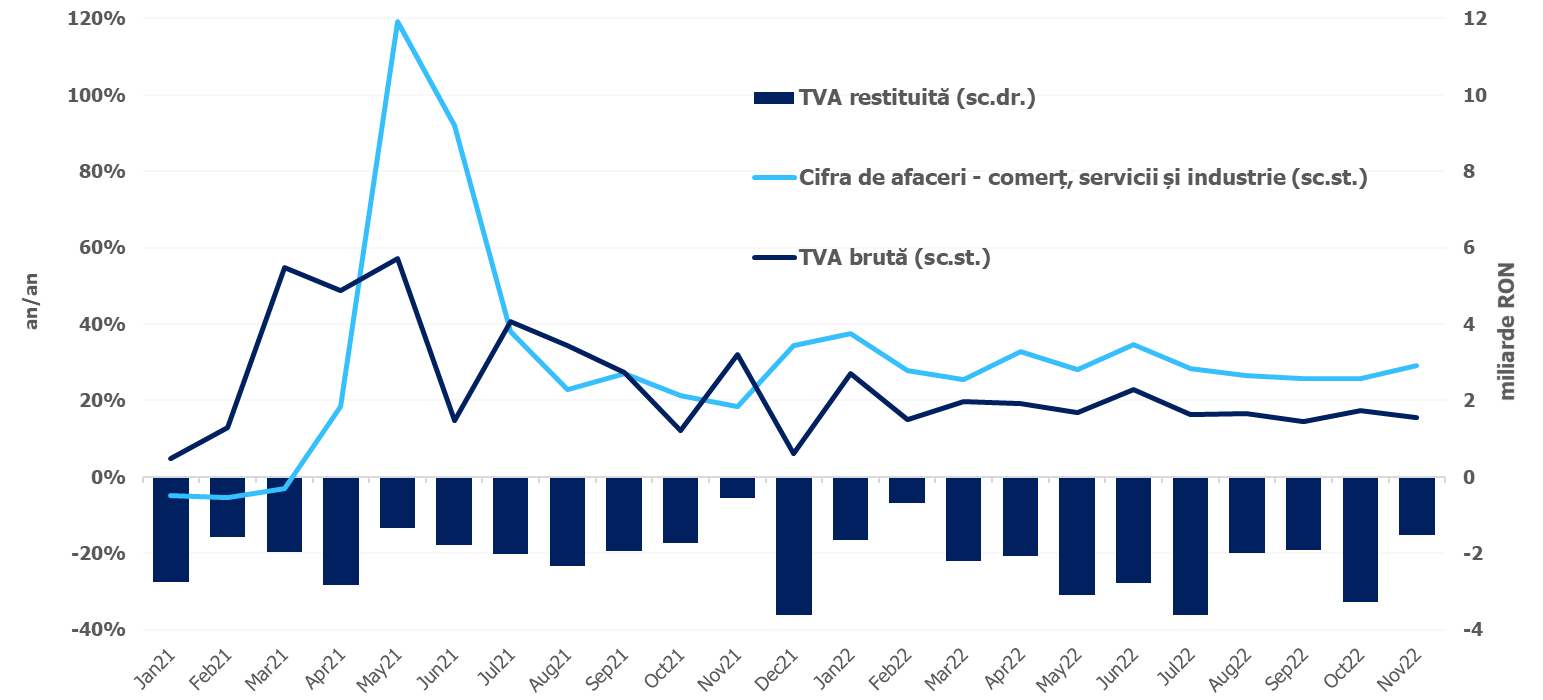 120%
100%
80%
60%
40%
20%
0%
-20%
-40%
an/an
TVA restituită (sc.dr.)
Cifra de afaceri - comerț, servicii și industrie (sc.st.)
TVA brută (sc.st.)
12
10
8
6
4
2
0
-2
-4
miliarde RON
Jan21
Feb21
Mar21
Apr21
May21
Jun21
Jul21
Aug21
Sep21
Oct21
Nov21
Dec21
Jan22
Feb22
Mar22
Apr22
May22
Jun22
Jul22
Aug22
Sep22
Oct22
Nov22